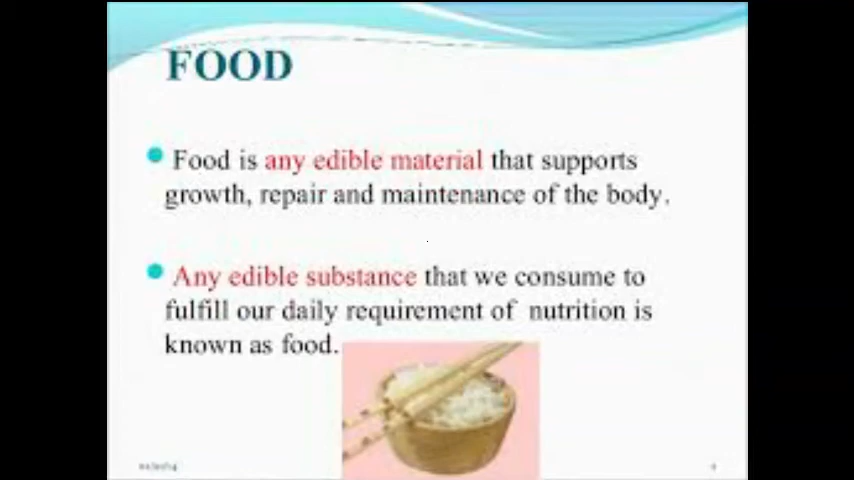 FOOD
Food is any edible material that supports
growth, repair and maintenance of the body.
Any edible substance that we consume to
fulfill our daily requirement of nutrition is
known as food.